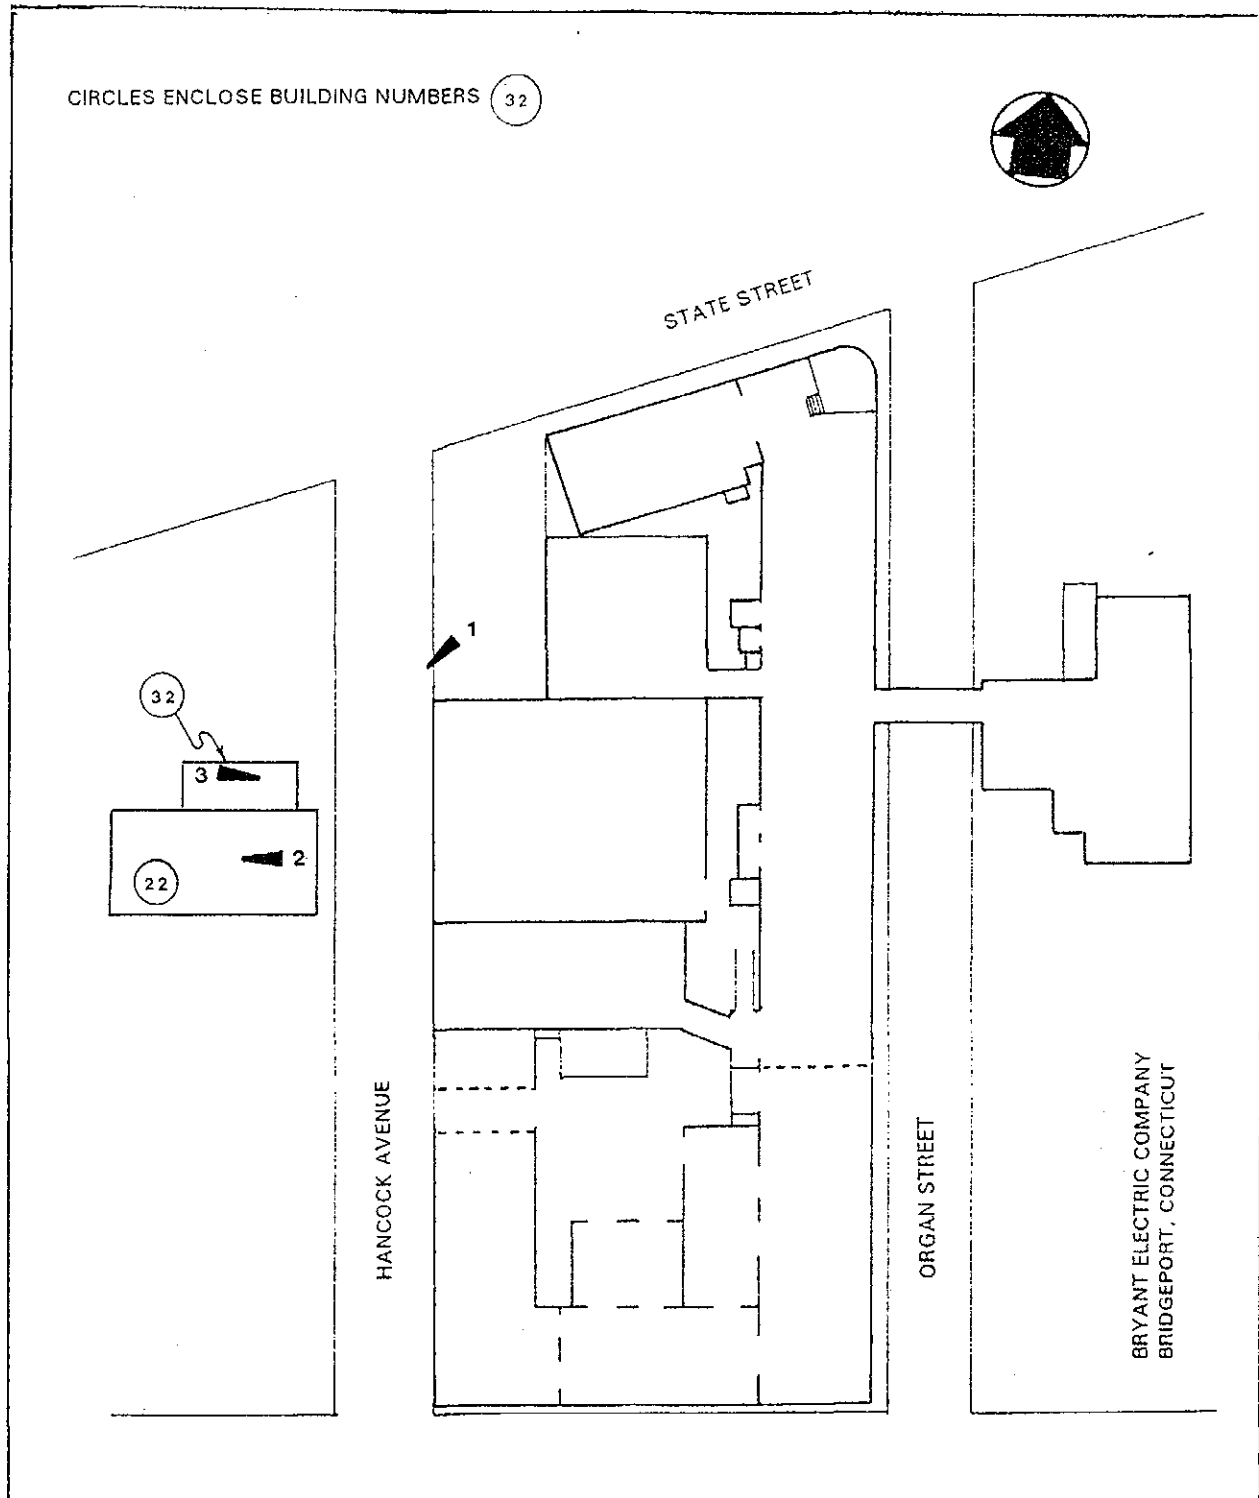 CIRCLES ENCLOSE BUILDING NUMBERS 32
STATE STREET
1
32
3
2
22
HANCOCK AVENUE
ORGAN STREET
BRYANT ELECTRIC COMPANY
BRIDGEPORT, CONNECTICUT